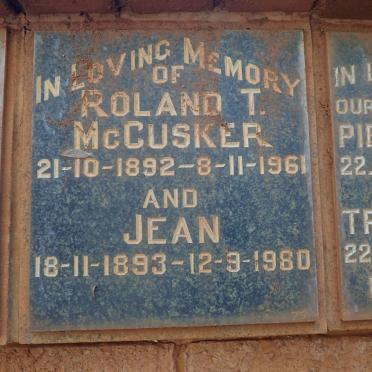 IN LOVING MEMORY
OF
ROLAND T.
MCCUSKER
21-10-1892-8-11-1961
AND
JEAN
18-11-1893-12-9-1980
IN
OUR
22.
22